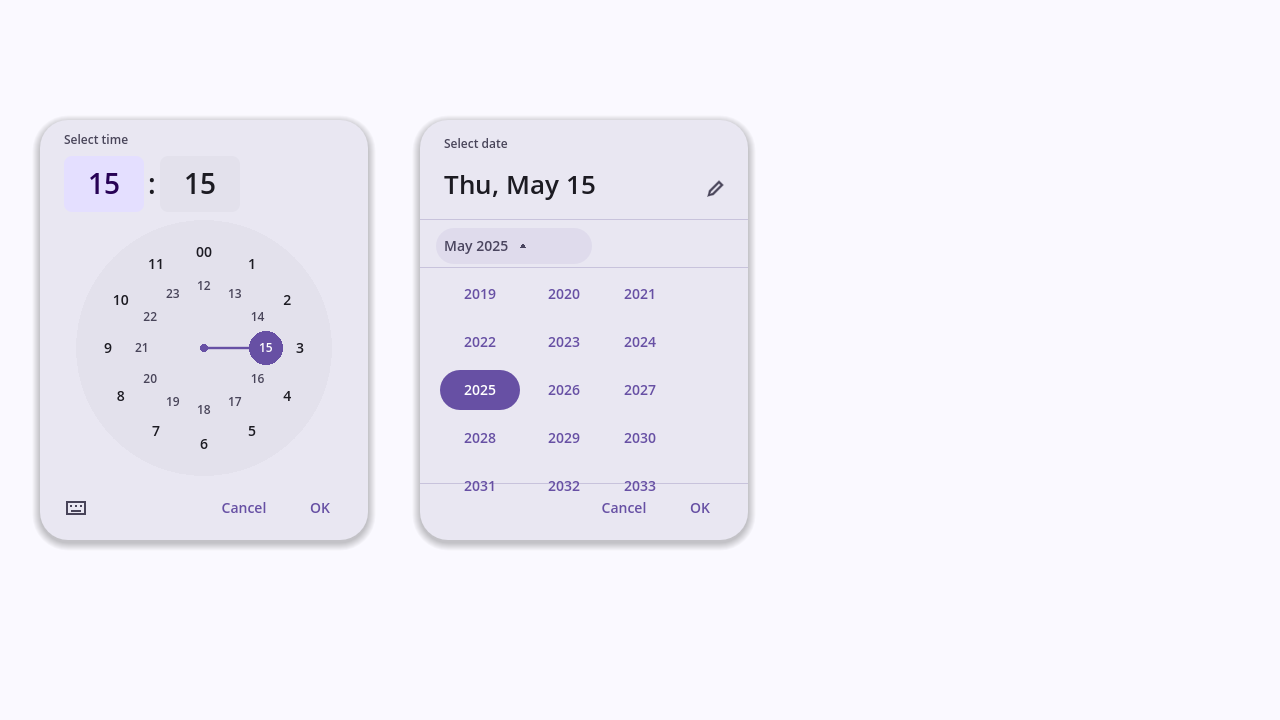 Select time
15 : 15
00
11 1
12
23 13
10 2
22 14
9 21 15 3
20 16
8 4
19 17
18
7 5
6
Cancel OK
Select date
Thu, May 15
May 2025
2019 2020 2021
2022 2023 2024
2025 2026 2027
2028 2029 2030
2031 2032 2033
Cancel OK